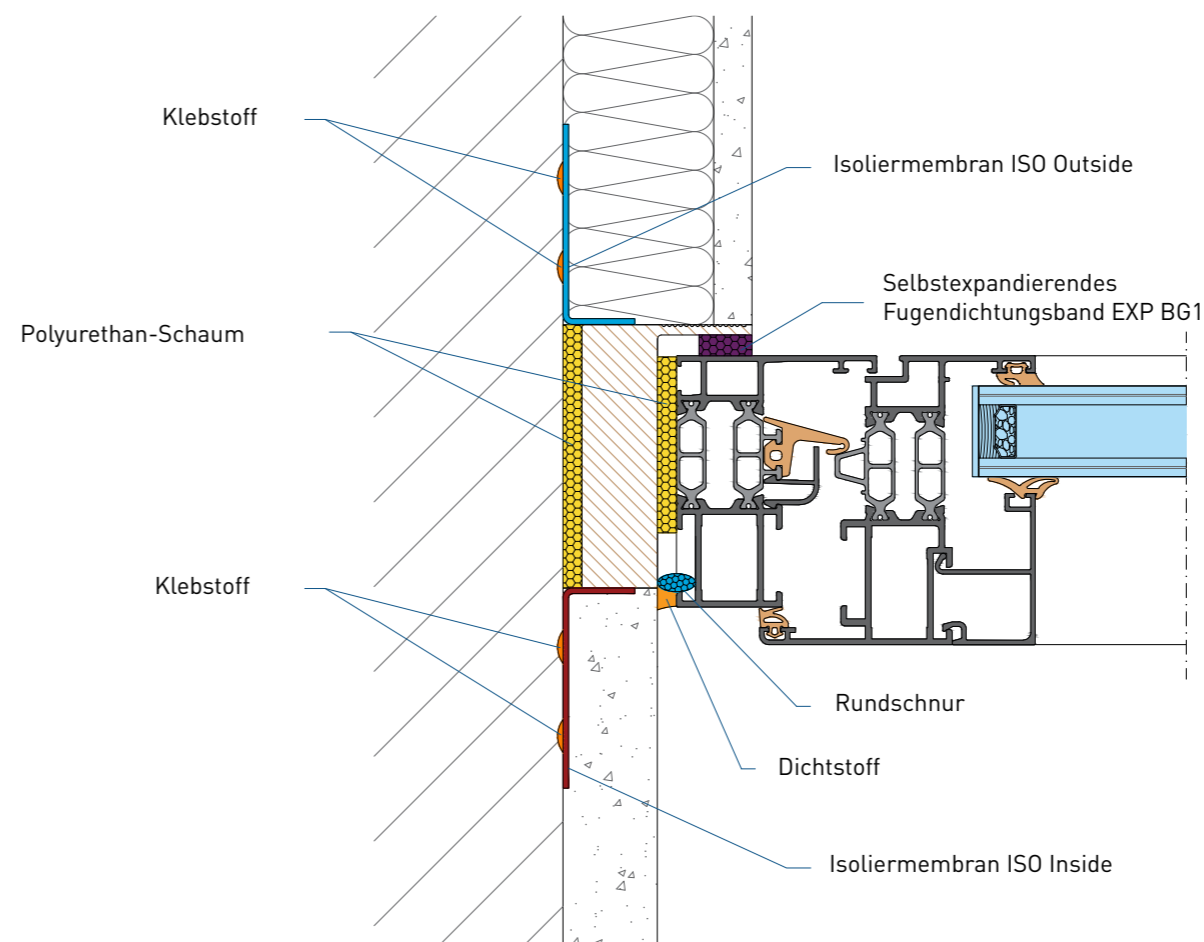 Klebstoff
Isoliermembran ISO Outside
Selbstexpandierendes
Fugendichtungsband EXP BG1
Polyurethan-Schaum
Klebstoff
Rundschnur
Dichtstoff
Isoliermembran ISO Inside